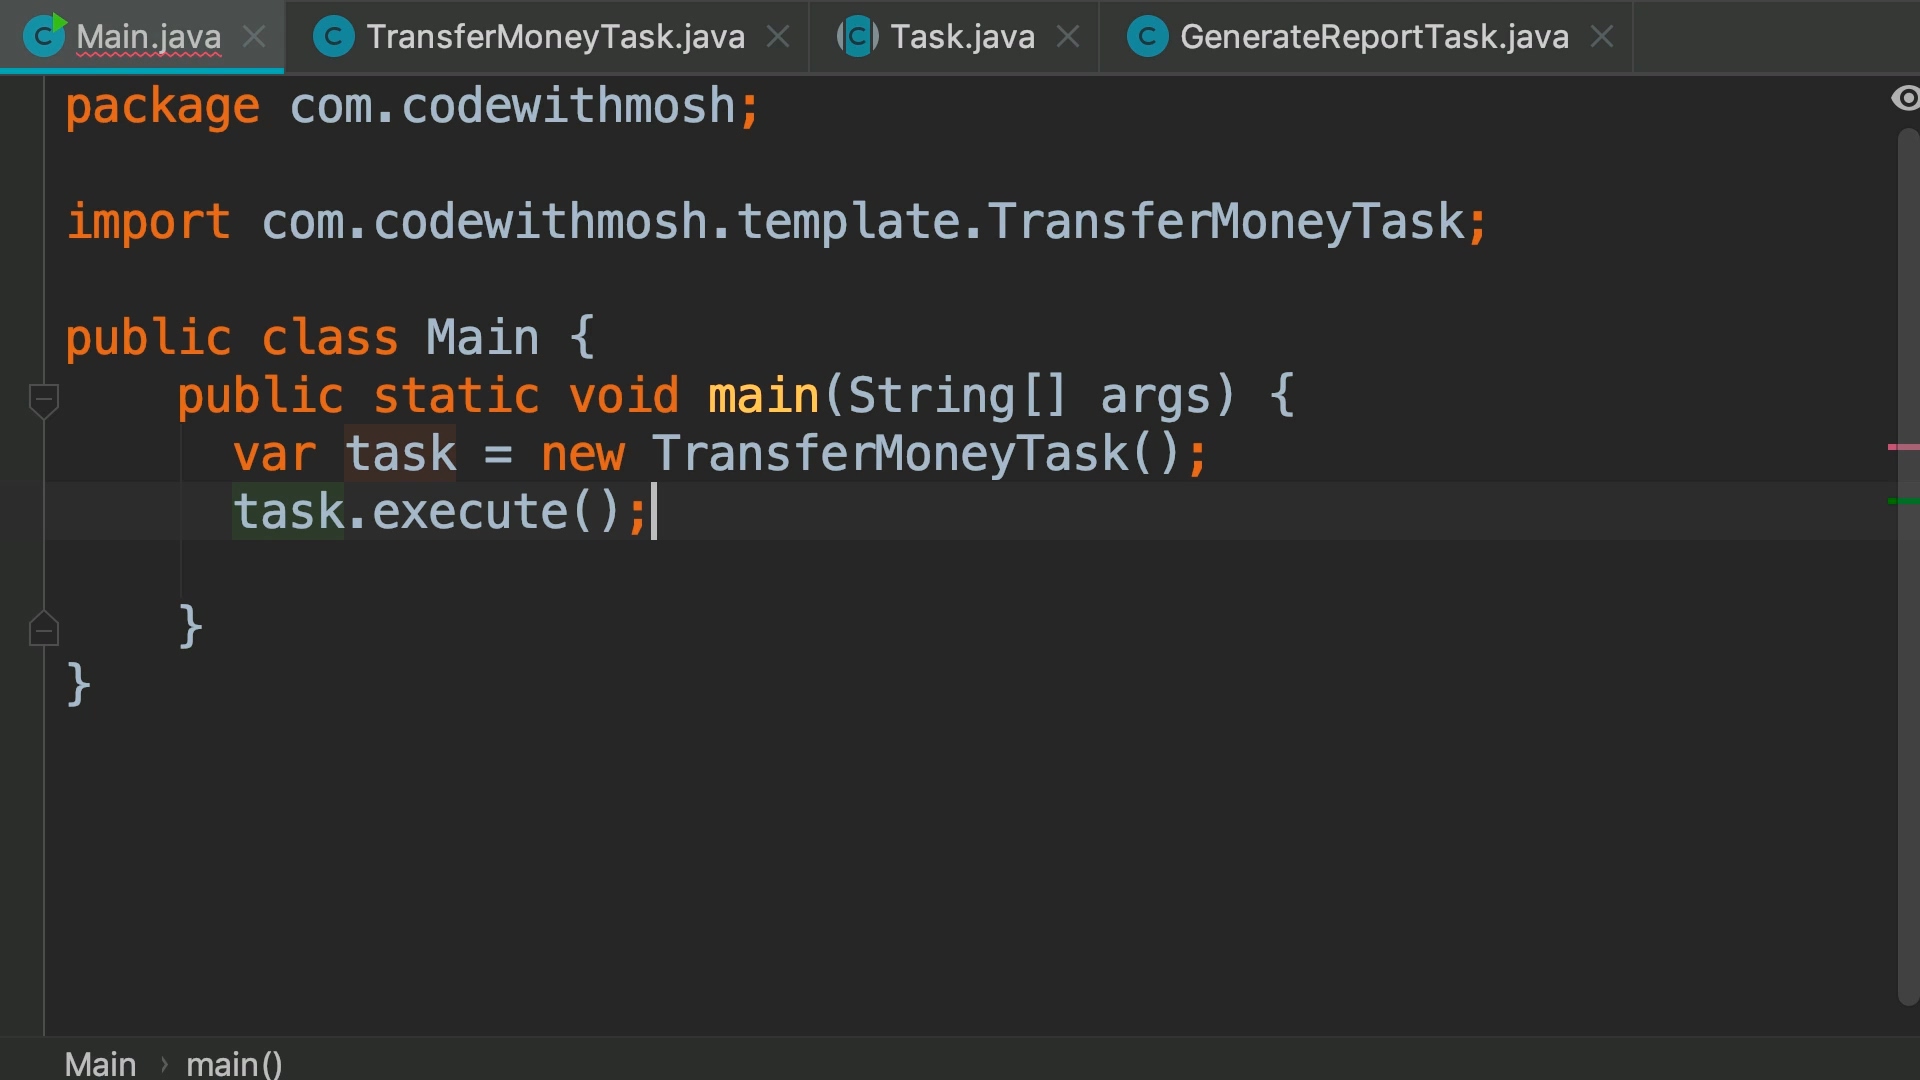 Main.java TransferMoneyTask.java Task.java GenerateReportTask.java
package com.codewithmosh;
import com.codewithmosh.template.TransferMoneyTask;
public class Main {
public static void main(String[] args) {
var task = new TransferMoneyTask();
task.execute();
}
}
Main › main()